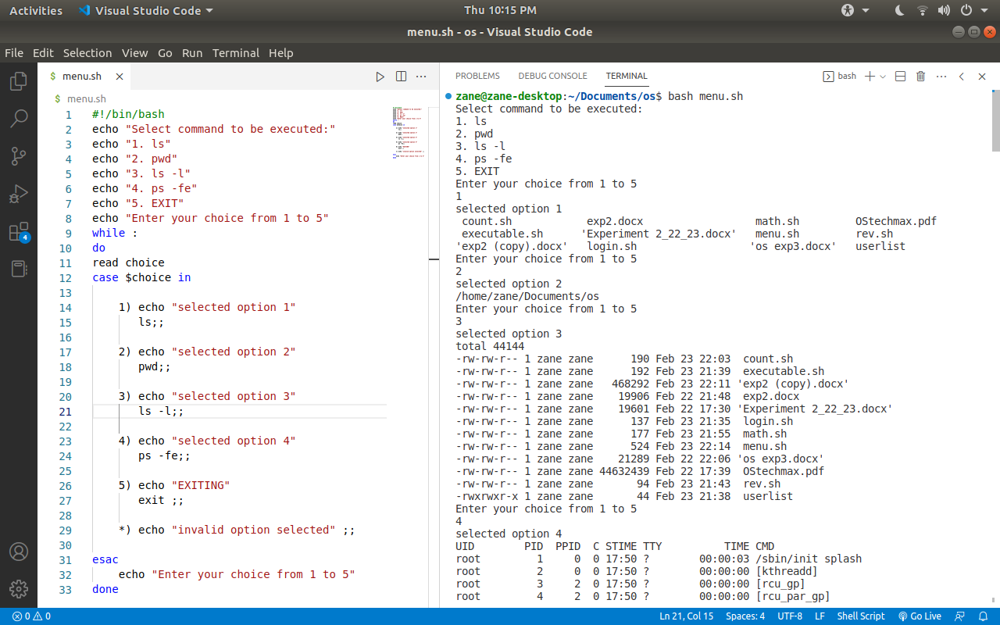 Activities Visual Studio Code Thu 10:15 PM
menu.sh - os - Visual Studio Code
File Edit Selection View Go Run Terminal Help
$ menu.sh
$ menu.sh
1 #!/bin/bash
2 echo "Select command to be executed:"
3 echo "1. ls"
4 echo "2. pwd"
5 echo "3. ls -l"
6 echo "4. ps -fe"
7 echo "5. EXIT"
8 echo "Enter your choice from 1 to 5"
9 while :
10 do
11 read choice
12 case $choice in
13
14 1) echo "selected option 1"
15 ls;;
16
17 2) echo "selected option 2"
18 pwd;;
19
20 3) echo "selected option 3"
21 ls -l;;
22
23 4) echo "selected option 4"
24 ps -fe;;
25
26 5) echo "EXITING"
27 exit ;;
28
29 *) echo "invalid option selected" ;;
30
31 esac
32 echo "Enter your choice from 1 to 5"
33 done
PROBLEMS DEBUG CONSOLE TERMINAL bash
zane@zane-desktop:~/Documents/os$ bash menu.sh
Select command to be executed:
1. ls
2. pwd
3. ls -l
4. ps -fe
5. EXIT
Enter your choice from 1 to 5
1
selected option 1
count.sh exp2.docx math.sh OStechmax.pdf
executable.sh 'Experiment 2_22_23.docx' menu.sh rev.sh
'exp2 (copy).docx' login.sh 'os exp3.docx' userlist
Enter your choice from 1 to 5
2
selected option 2
/home/zane/Documents/os
Enter your choice from 1 to 5
3
selected option 3
total 44144
-rw-rw-r-- 1 zane zane 190 Feb 23 22:03 count.sh
-rw-rw-r-- 1 zane zane 192 Feb 23 21:39 executable.sh
-rw-rw-r-- 1 zane zane 468292 Feb 23 22:11 'exp2 (copy).docx'
-rw-rw-r-- 1 zane zane 19906 Feb 22 21:48 exp2.docx
-rw-rw-r-- 1 zane zane 19601 Feb 22 17:30 'Experiment 2_22_23.docx'
-rw-rw-r-- 1 zane zane 137 Feb 23 21:35 login.sh
-rw-rw-r-- 1 zane zane 177 Feb 23 21:55 math.sh
-rw-rw-r-- 1 zane zane 524 Feb 23 22:14 menu.sh
-rw-rw-r-- 1 zane zane 21289 Feb 22 22:06 'os exp3.docx'
-rw-rw-r-- 1 zane zane 44632439 Feb 22 17:39 OStechmax.pdf
-rw-rw-r-- 1 zane zane 94 Feb 23 21:43 rev.sh
-rwxrwxr-x 1 zane zane 44 Feb 23 21:38 userlist
Enter your choice from 1 to 5
4
selected option 4
UID PID PPID C STIME TTY TIME CMD
root 1 0 0 17:50 ? 00:00:03 /sbin/init splash
root 2 0 0 17:50 ? 00:00:00 [kthreadd]
root 3 2 0 17:50 ? 00:00:00 [rcu_gp]
root 4 2 0 17:50 ? 00:00:00 [rcu_par_gp]
4
0 0 Ln 21, Col 15 Spaces: 4 UTF-8 LF Shell Script Go Live